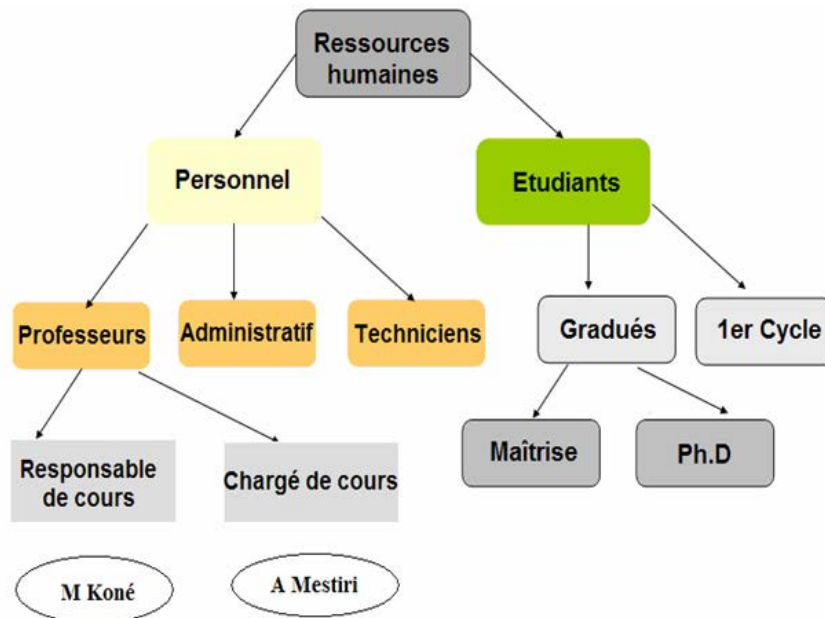 Ressources
humaines
Personnel
Etudiants
Professeurs
Administratif
Techniciens
Gradués
1er Cycle
Responsable
de cours
Chargé de cours
Maîtrise
Ph.D
M Koné
A Mestiri